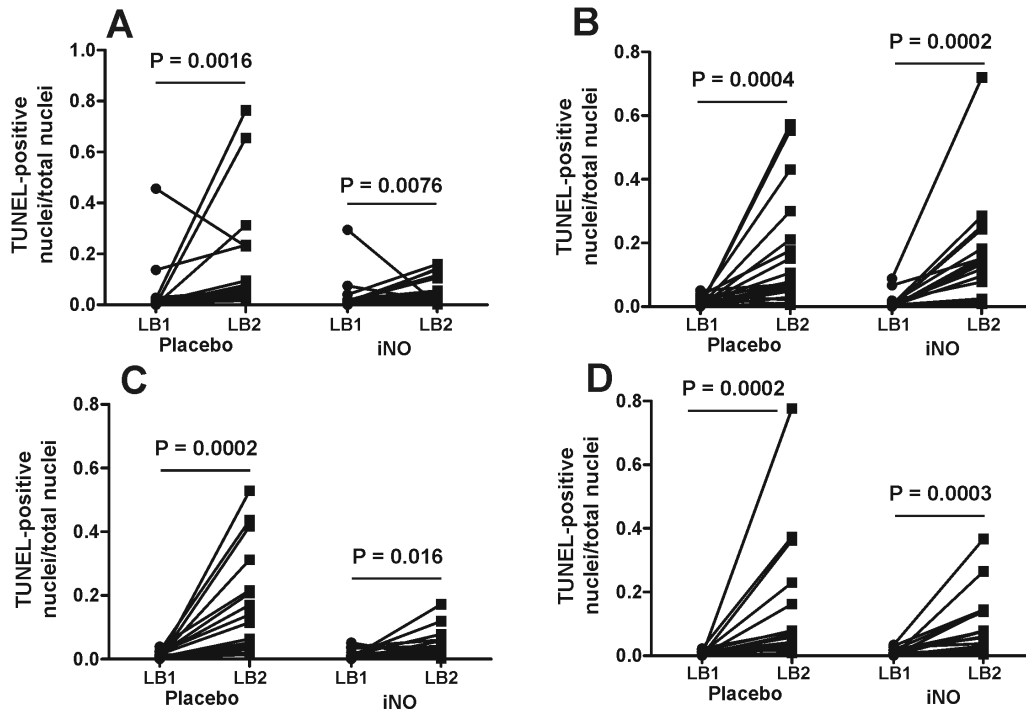 A
TUNEL-positive
nuclei/total nuclei
1.0
0.8
0.6
0.4
0.2
0.0
P = 0.0016
P = 0.0076
LB1 LB2 LB1 LB2
Placebo iNO
B
TUNEL-positive
nuclei/total nuclei
0.8
0.6
0.4
0.2
0.0
P = 0.0004
P = 0.0002
LB1 LB2 LB1 LB2
Placebo iNO
C
TUNEL-positive
nuclei/total nuclei
0.8
0.6
0.4
0.2
0.0
P = 0.0002
P = 0.016
LB1 LB2 LB1 LB2
Placebo iNO
D
TUNEL-positive
nuclei/total nuclei
0.8
0.6
0.4
0.2
0.0
P = 0.0002
P = 0.0003
LB1 LB2 LB1 LB2
Placebo iNO